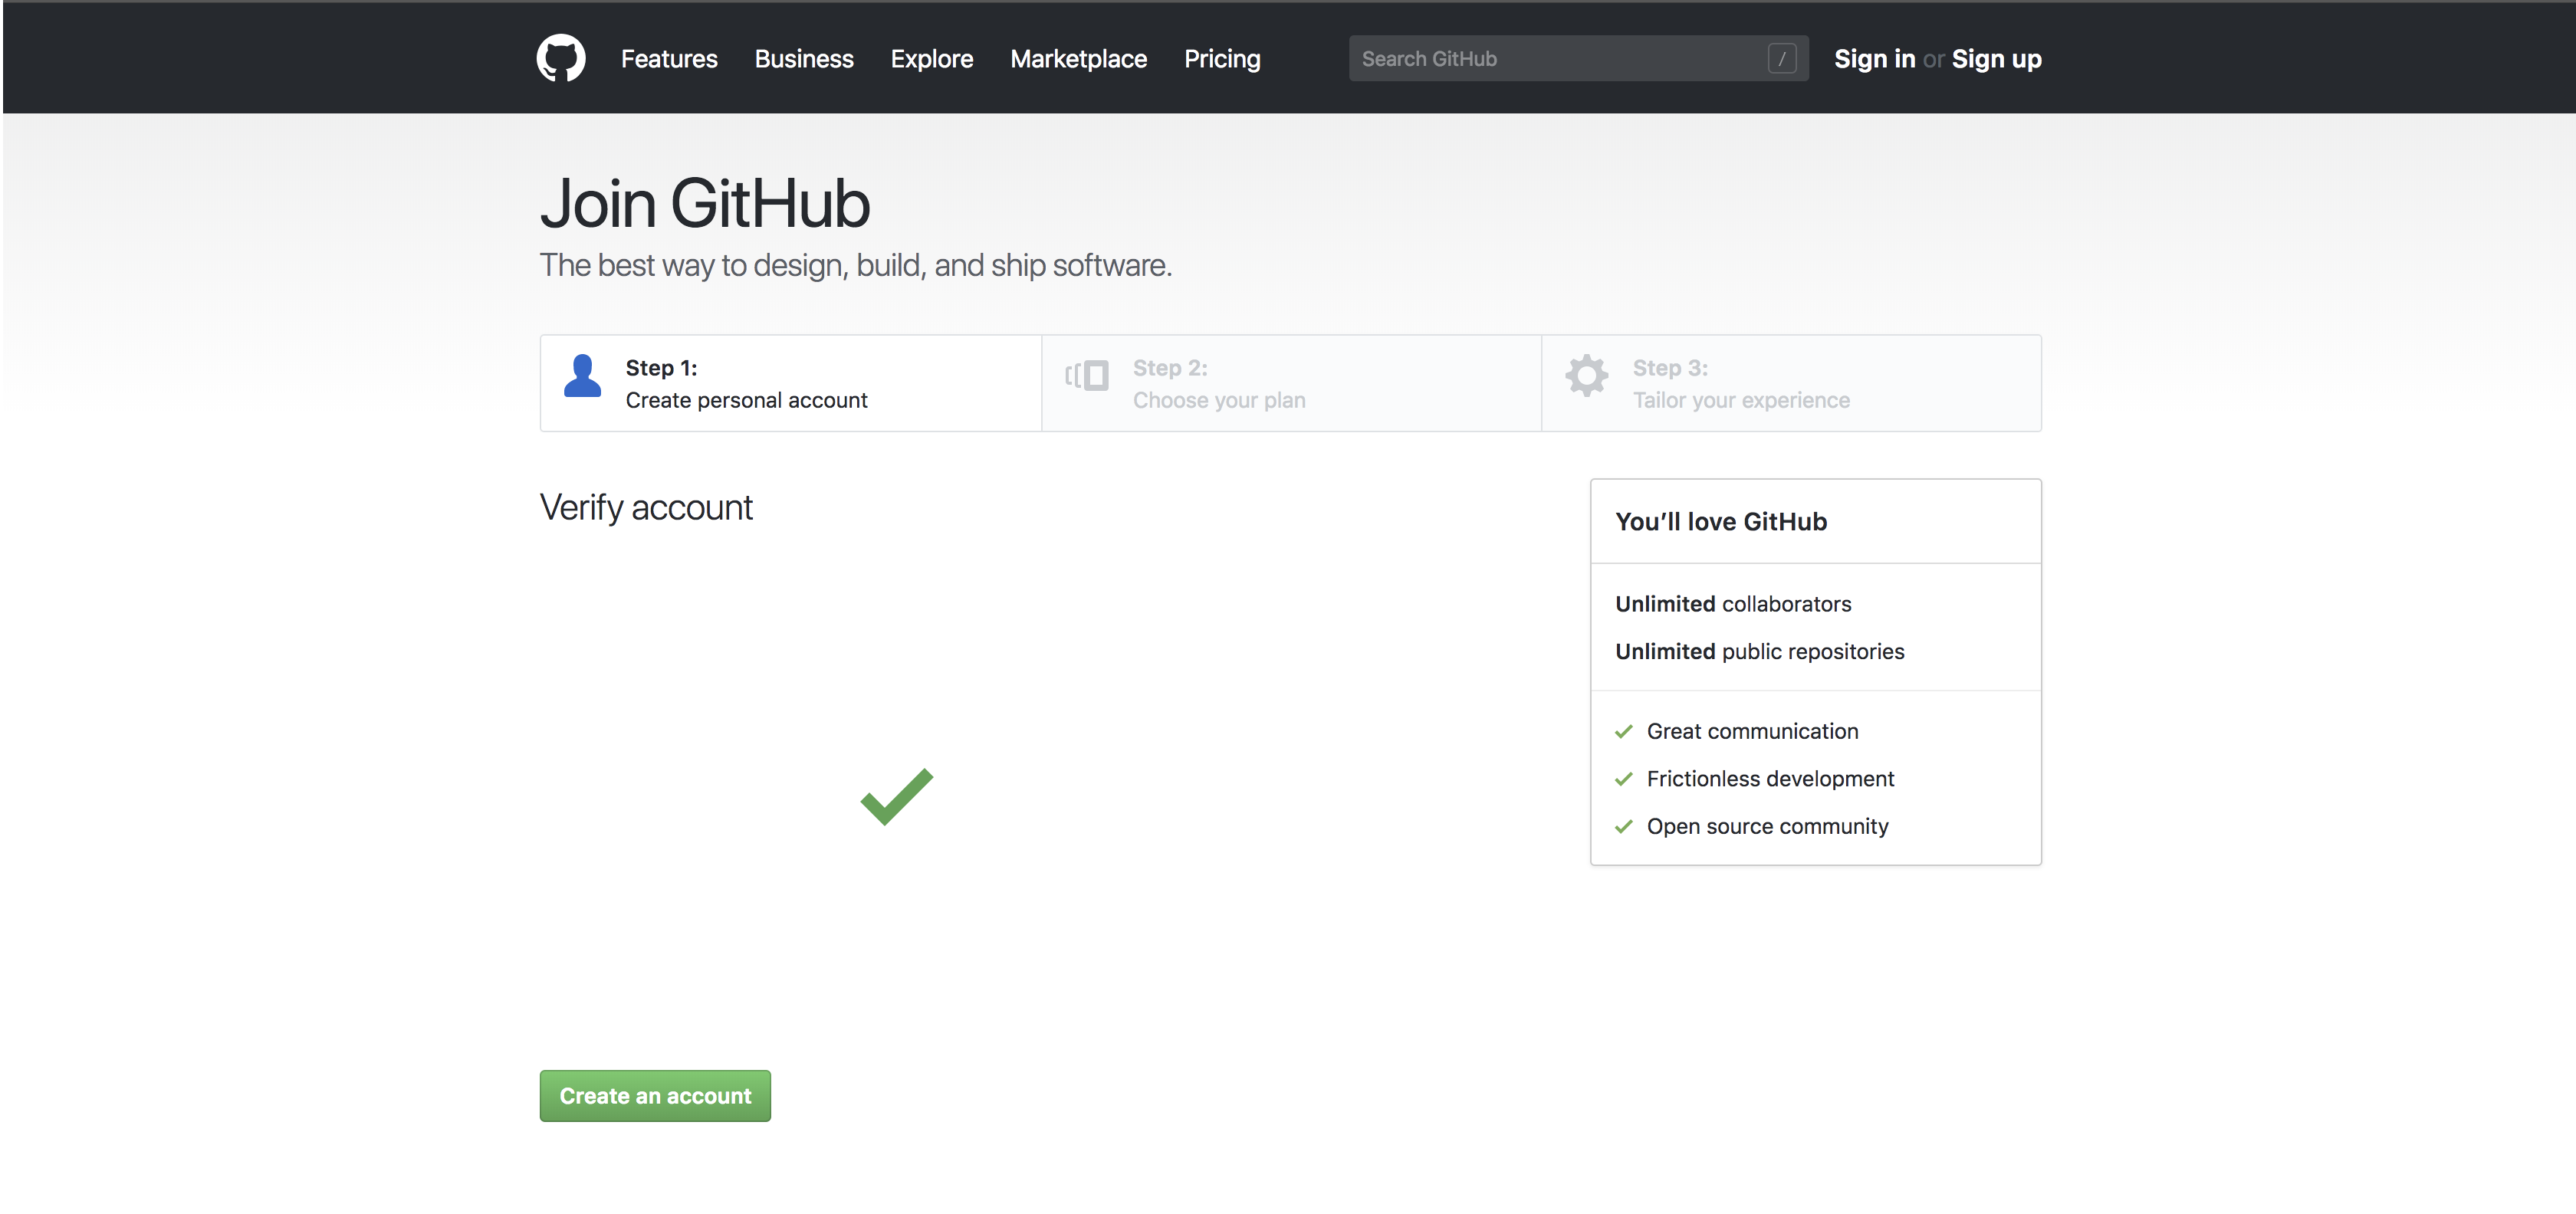 Features Business Explore Marketplace Pricing Search GitHub / Sign in or Sign up
Join GitHub
The best way to design, build, and ship software.
Step 1:
Create personal account
Step 2:
Choose your plan
Step 3:
Tailor your experience
Verify account
You’ll love GitHub
Unlimited collaborators
Unlimited public repositories
Great communication
Frictionless development
Open source community
Create an account